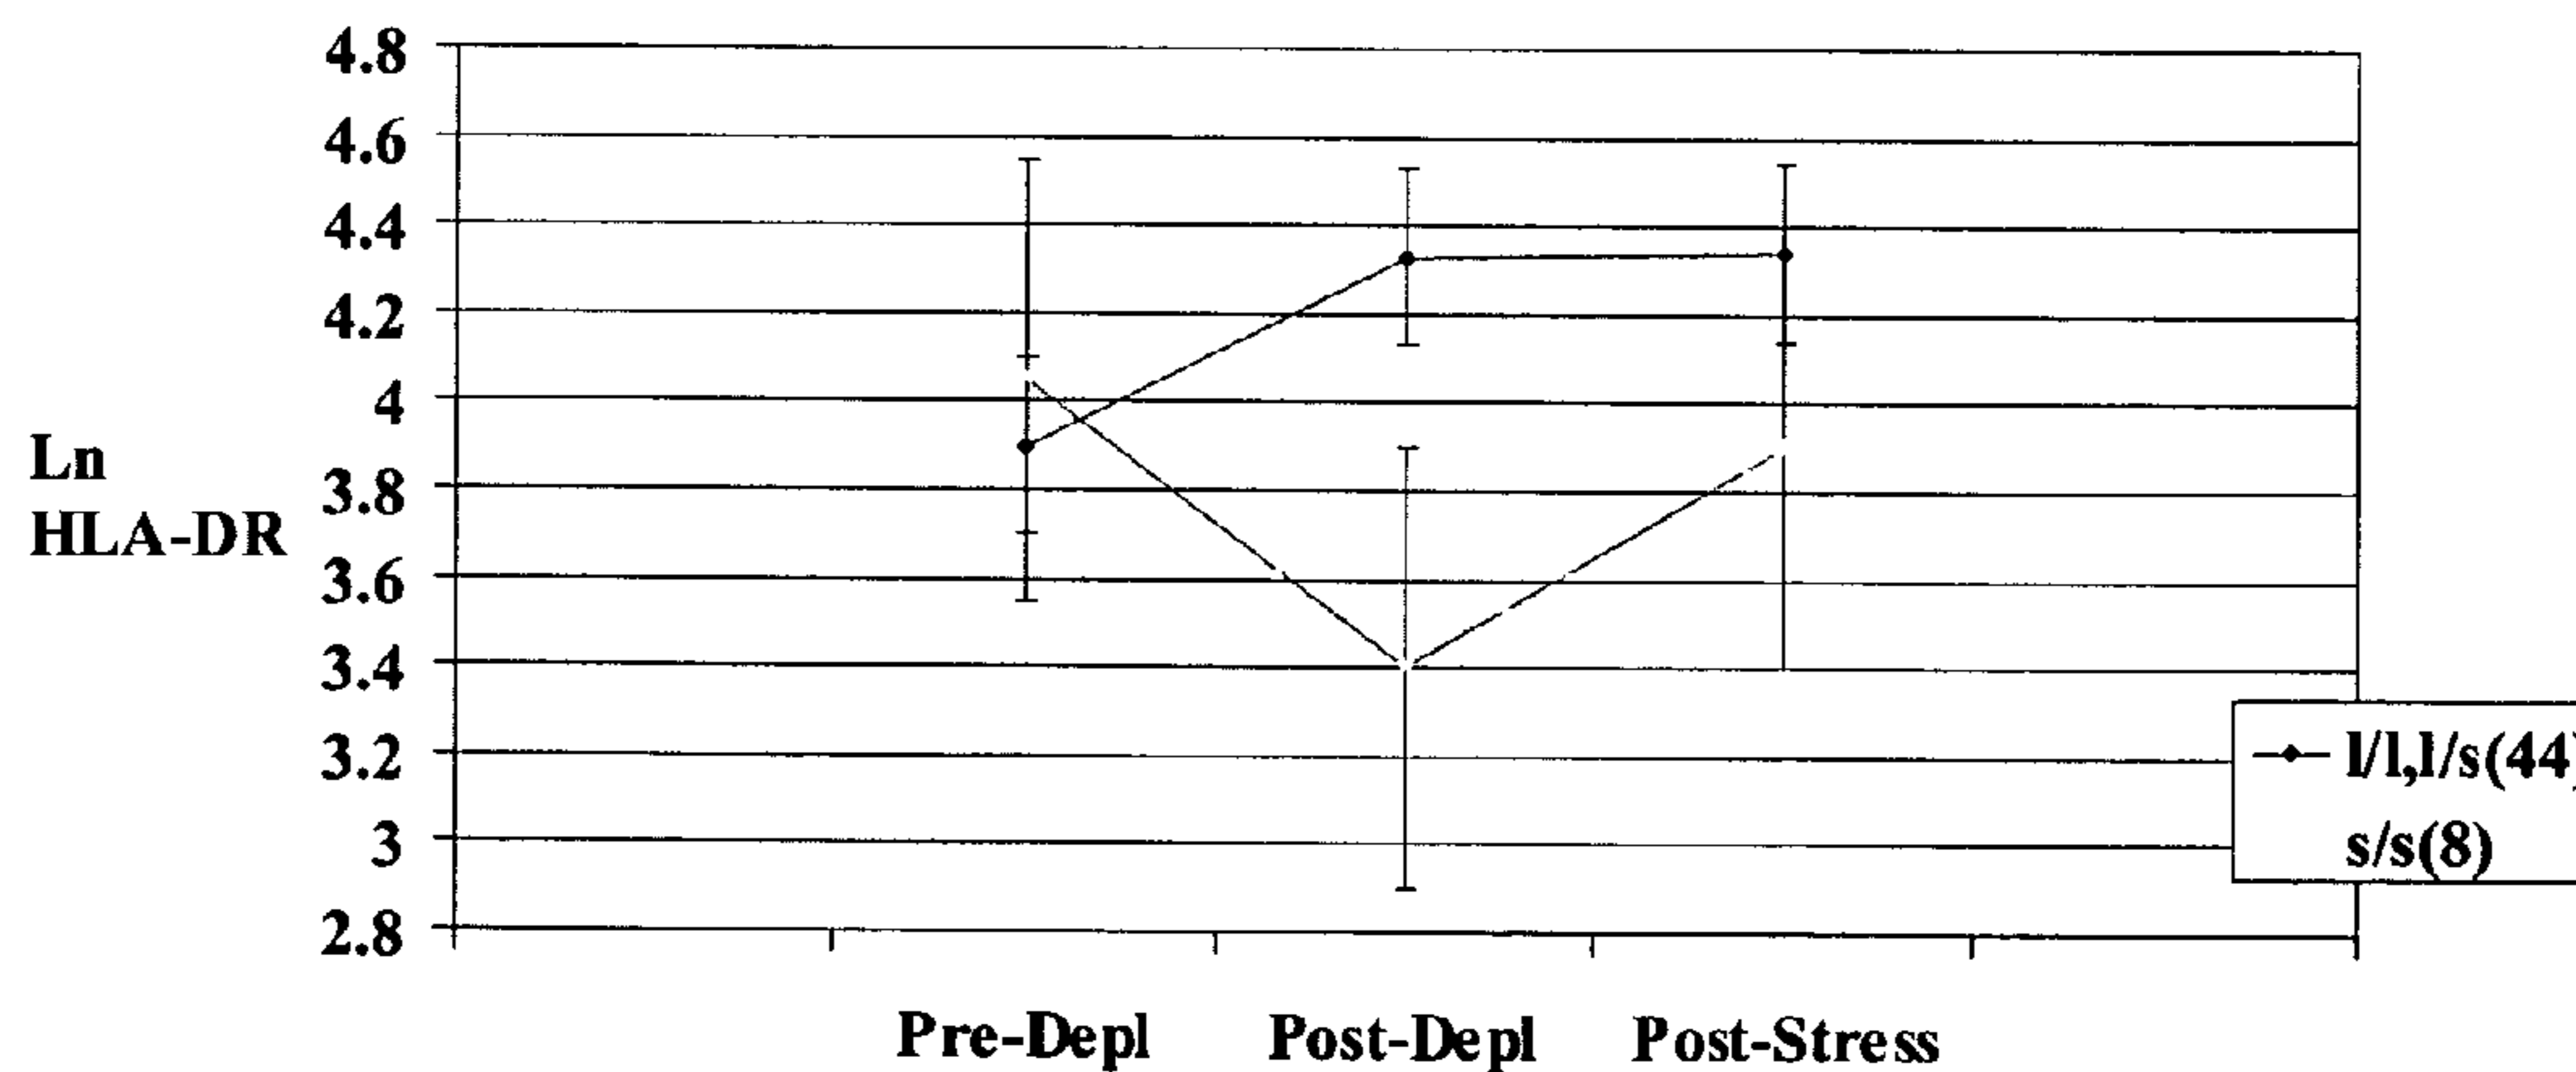 4.8
4.6
4.4
4.2
4
3.8
3.6
3.4
3.2
3
2.8
Ln
HLA-DR
Pre-Depl Post-Depl Post-Stress
l/l,l/s(44)
s/s(8)